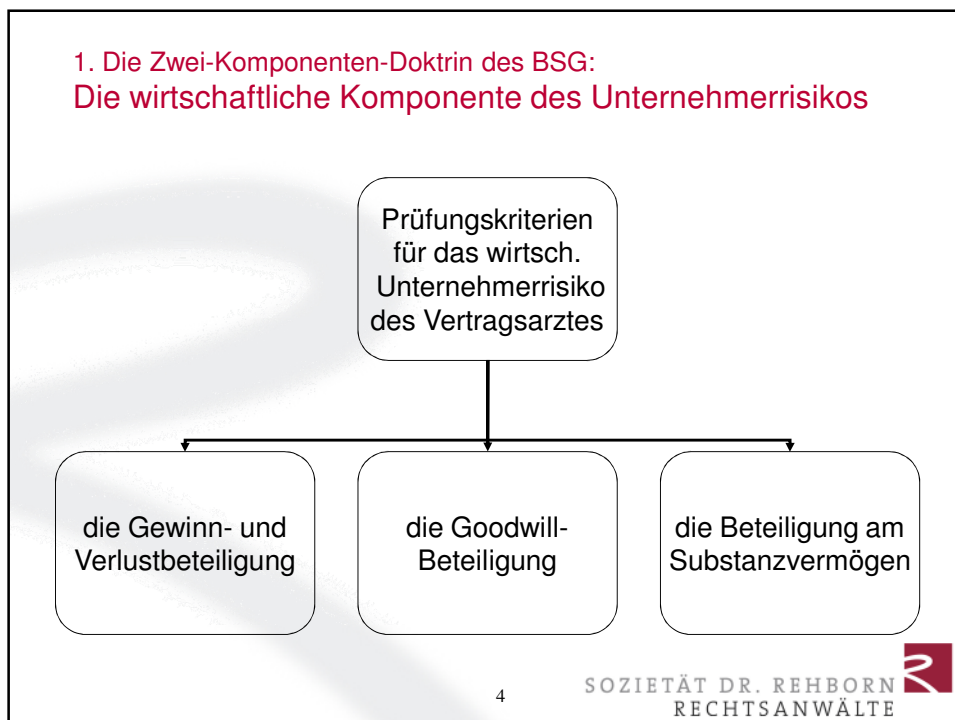 1. Die Zwei-Komponenten-Doktrin des BSG:
Die wirtschaftliche Komponente des Unternehmerrisikos
Prüfungskriterien
für das wirtsch.
Unternehmerrisiko
des Vertragsarztes
die Gewinn- und
Verlustbeteiligung
die Goodwill-
Beteiligung
die Beteiligung am
Substanzvermögen
4
SOZIETÄT DR. REHBORN
RECHTSANWÄLTE